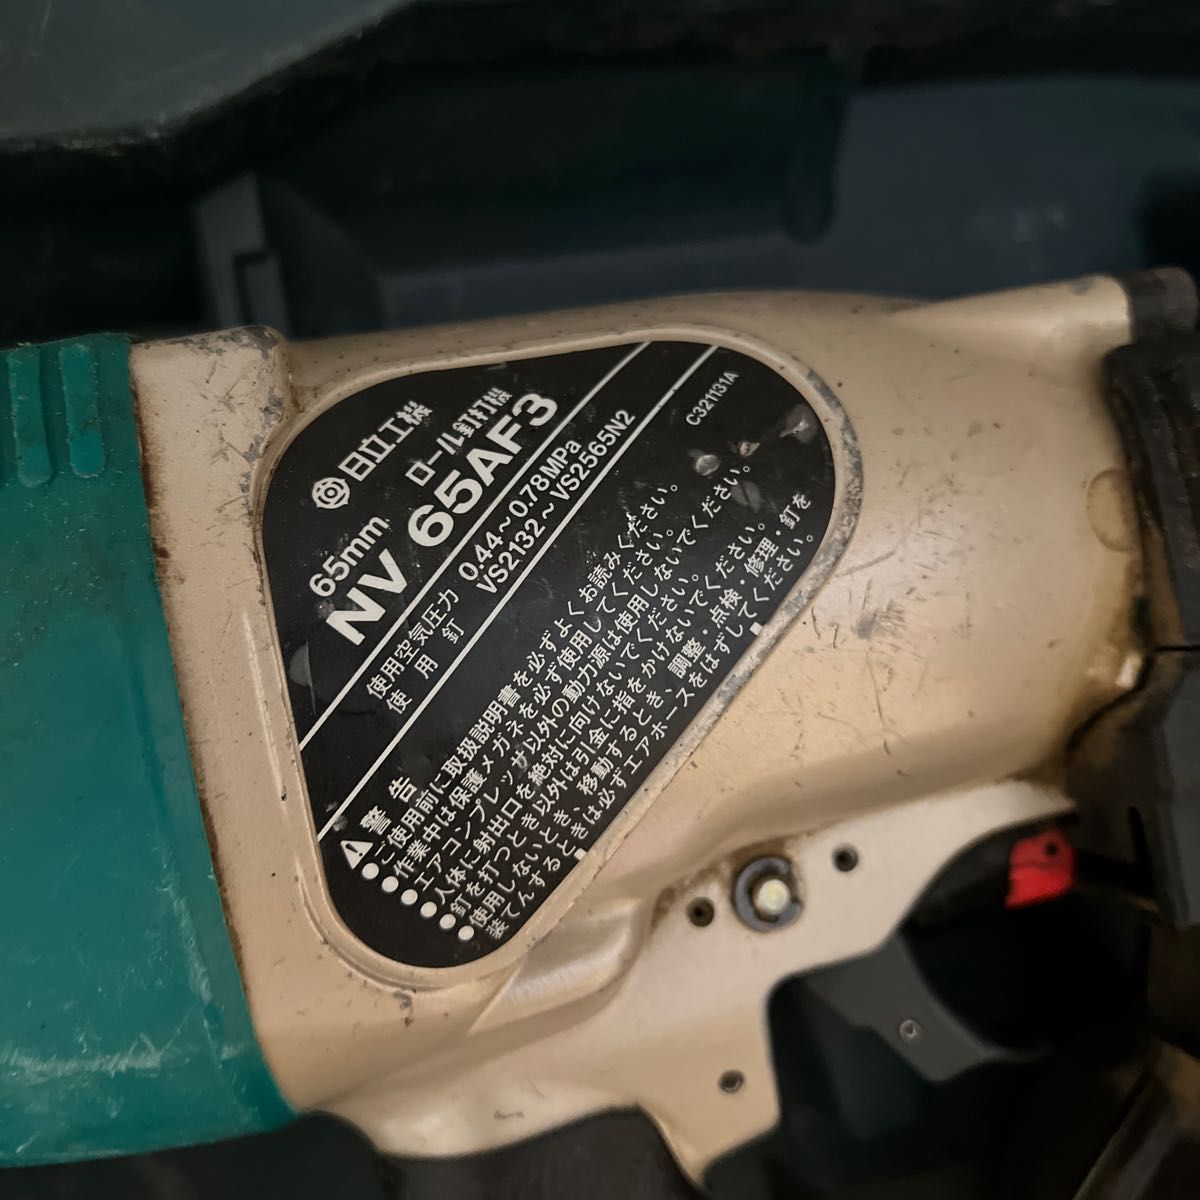 日立工機
ロール釘打機
65mm
NV 65AF3
使用空気圧力 0.44～0.78MPa
使用釘 VS2132～VS2565N2
C321131A
⚠警告
●ご使用前に取扱説明書を必ずよくお読みください。
●作業中は保護メガネを必ず使用してください。
●エアコンプレッサ以外の動力源は使用しないでください。
●人体に射出口を絶対に向けないでください。
●釘を打つとき以外は引金に指をかけないでください。
●使用しないとき、移動するとき、調整・点検・修理・釘を
装てんするときは必ずエアホースをはずしてください。